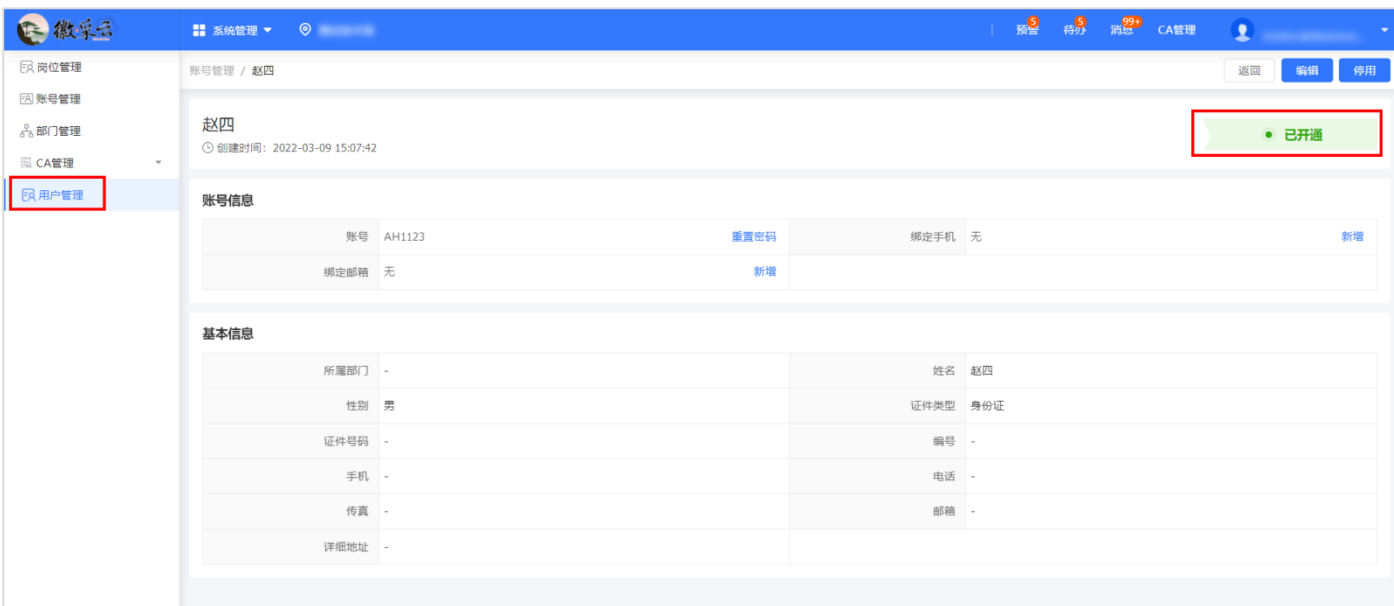 徽采云 系统管理 预警 5 待办 5 消息 99+ CA管理
岗位管理
账号管理
部门管理
CA管理
用户管理
账号管理 / 赵四 返回 编辑 停用
赵四
创建时间：2022-03-09 15:07:42
已开通
账号信息
账号 AH1123 重置密码 绑定手机 无 新增
绑定邮箱 无 新增
基本信息
所属部门 - 姓名 赵四
性别 男 证件类型 身份证
证件号码 - 编号 -
手机 - 电话 -
传真 - 邮箱 -
详细地址 -